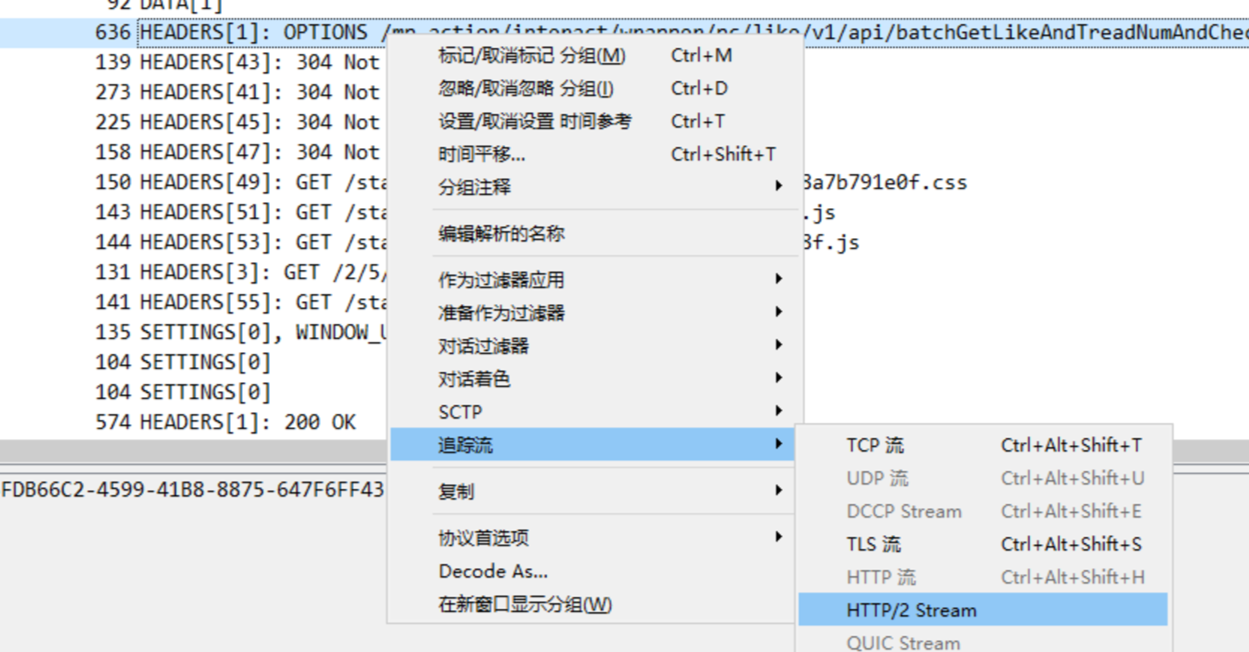 92 DATA[1]
636 HEADERS[1]: OPTIONS /mp-action/interact/wrapper/pc/like/v1/api/batchGetLikeAndTreadNumAndChec
139 HEADERS[43]: 304 Not
273 HEADERS[41]: 304 Not
225 HEADERS[45]: 304 Not
158 HEADERS[47]: 304 Not
150 HEADERS[49]: GET /sta 3a7b791e0f.css
143 HEADERS[51]: GET /sta .js
144 HEADERS[53]: GET /sta 3f.js
131 HEADERS[3]: GET /2/5/
141 HEADERS[55]: GET /sta
135 SETTINGS[0], WINDOW_U
104 SETTINGS[0]
104 SETTINGS[0]
574 HEADERS[1]: 200 OK
FDB66C2-4599-41B8-8875-647F6FF43
标记/取消标记 分组(M) Ctrl+M
忽略/取消忽略 分组(I) Ctrl+D
设置/取消设置 时间参考 Ctrl+T
时间平移... Ctrl+Shift+T
分组注释
编辑解析的名称
作为过滤器应用
准备作为过滤器
对话过滤器
对话着色
SCTP
追踪流
复制
协议首选项
Decode As...
在新窗口显示分组(W)
TCP 流 Ctrl+Alt+Shift+T
UDP 流 Ctrl+Alt+Shift+U
DCCP Stream Ctrl+Alt+Shift+E
TLS 流 Ctrl+Alt+Shift+S
HTTP 流 Ctrl+Alt+Shift+H
HTTP/2 Stream
QUIC Stream